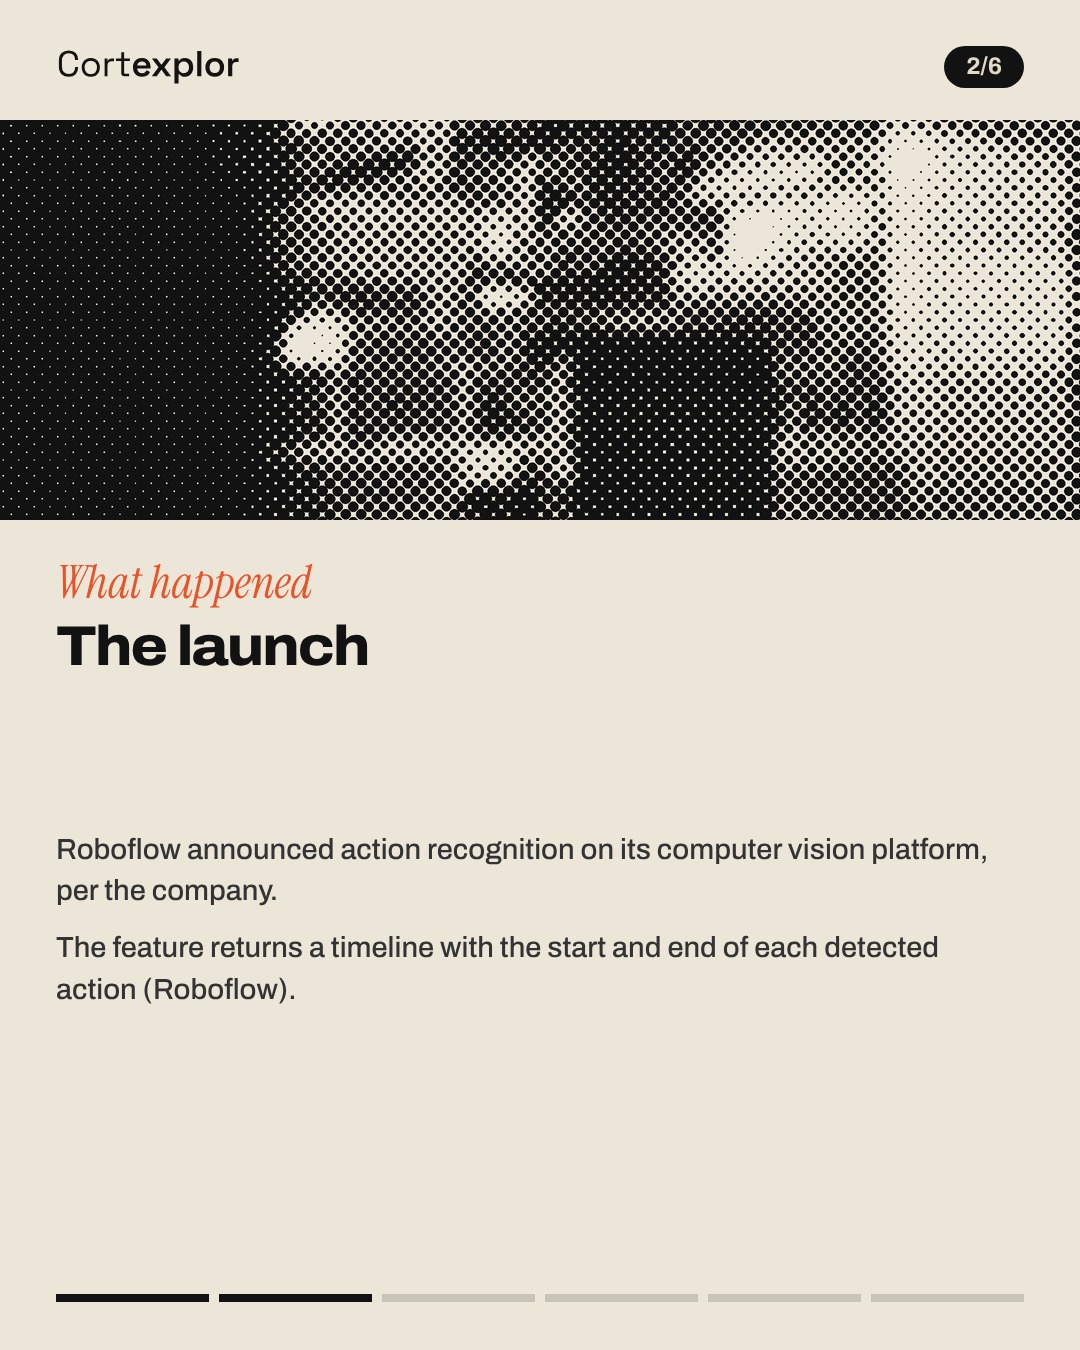 Cortexplor
2/6
What happened
The launch
Roboflow announced action recognition on its computer vision platform,
per the company.
The feature returns a timeline with the start and end of each detected
action (Roboflow).